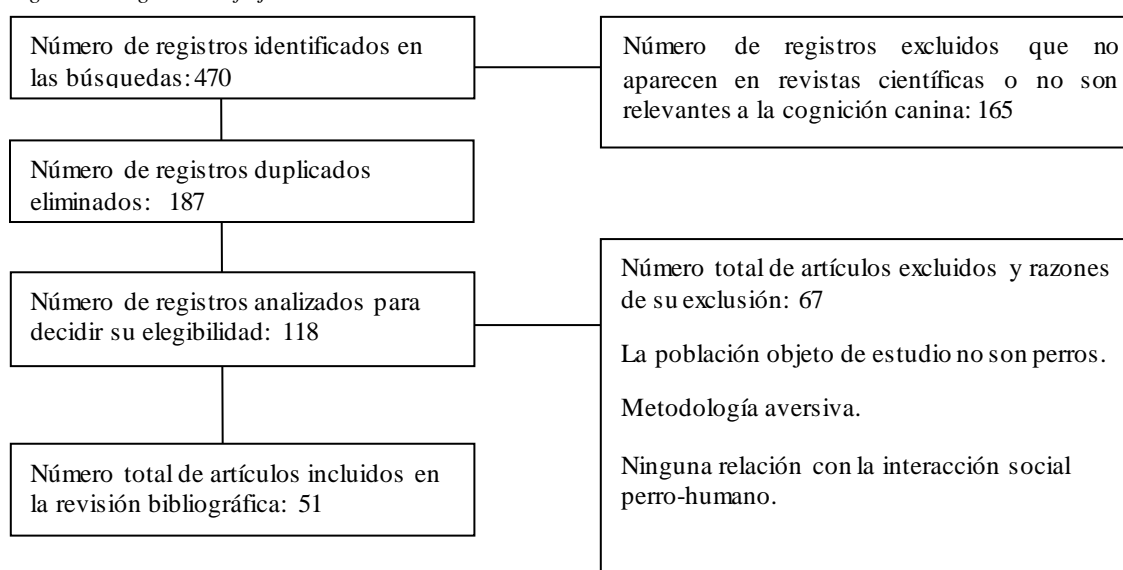 Número de registros identificados en
las búsquedas: 470
Número de registros excluidos que no
aparecen en revistas científicas o no son
relevantes a la cognición canina: 165
Número de registros duplicados
eliminados: 187
Número de registros analizados para
decidir su elegibilidad: 118
Número total de artículos excluidos y razones
de su exclusión: 67
La población objeto de estudio no son perros.
Metodología aversiva.
Ninguna relación con la interacción social
perro-humano.
Número total de artículos incluidos en
la revisión bibliográfica: 51